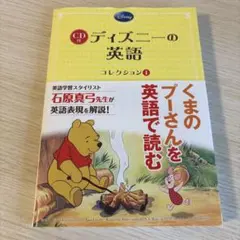 Disney
CD付
ディズニーの
英語
コレクション1
英語学習スタイリスト
石原真弓先生が
英語表現を解説!
くまの
プーさんを
英語で読む